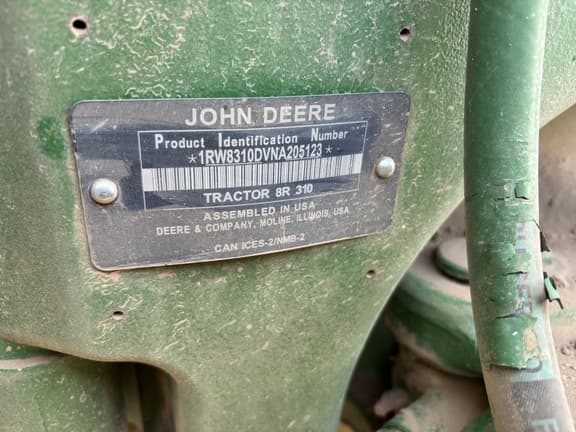 JOHN DEERE
Product Identification Number
*1RW8310DVNA205123*
TRACTOR 8R 310
ASSEMBLED IN USA
DEERE & COMPANY, MOLINE, ILLINOIS, USA
CAN ICES-2/NMB-2